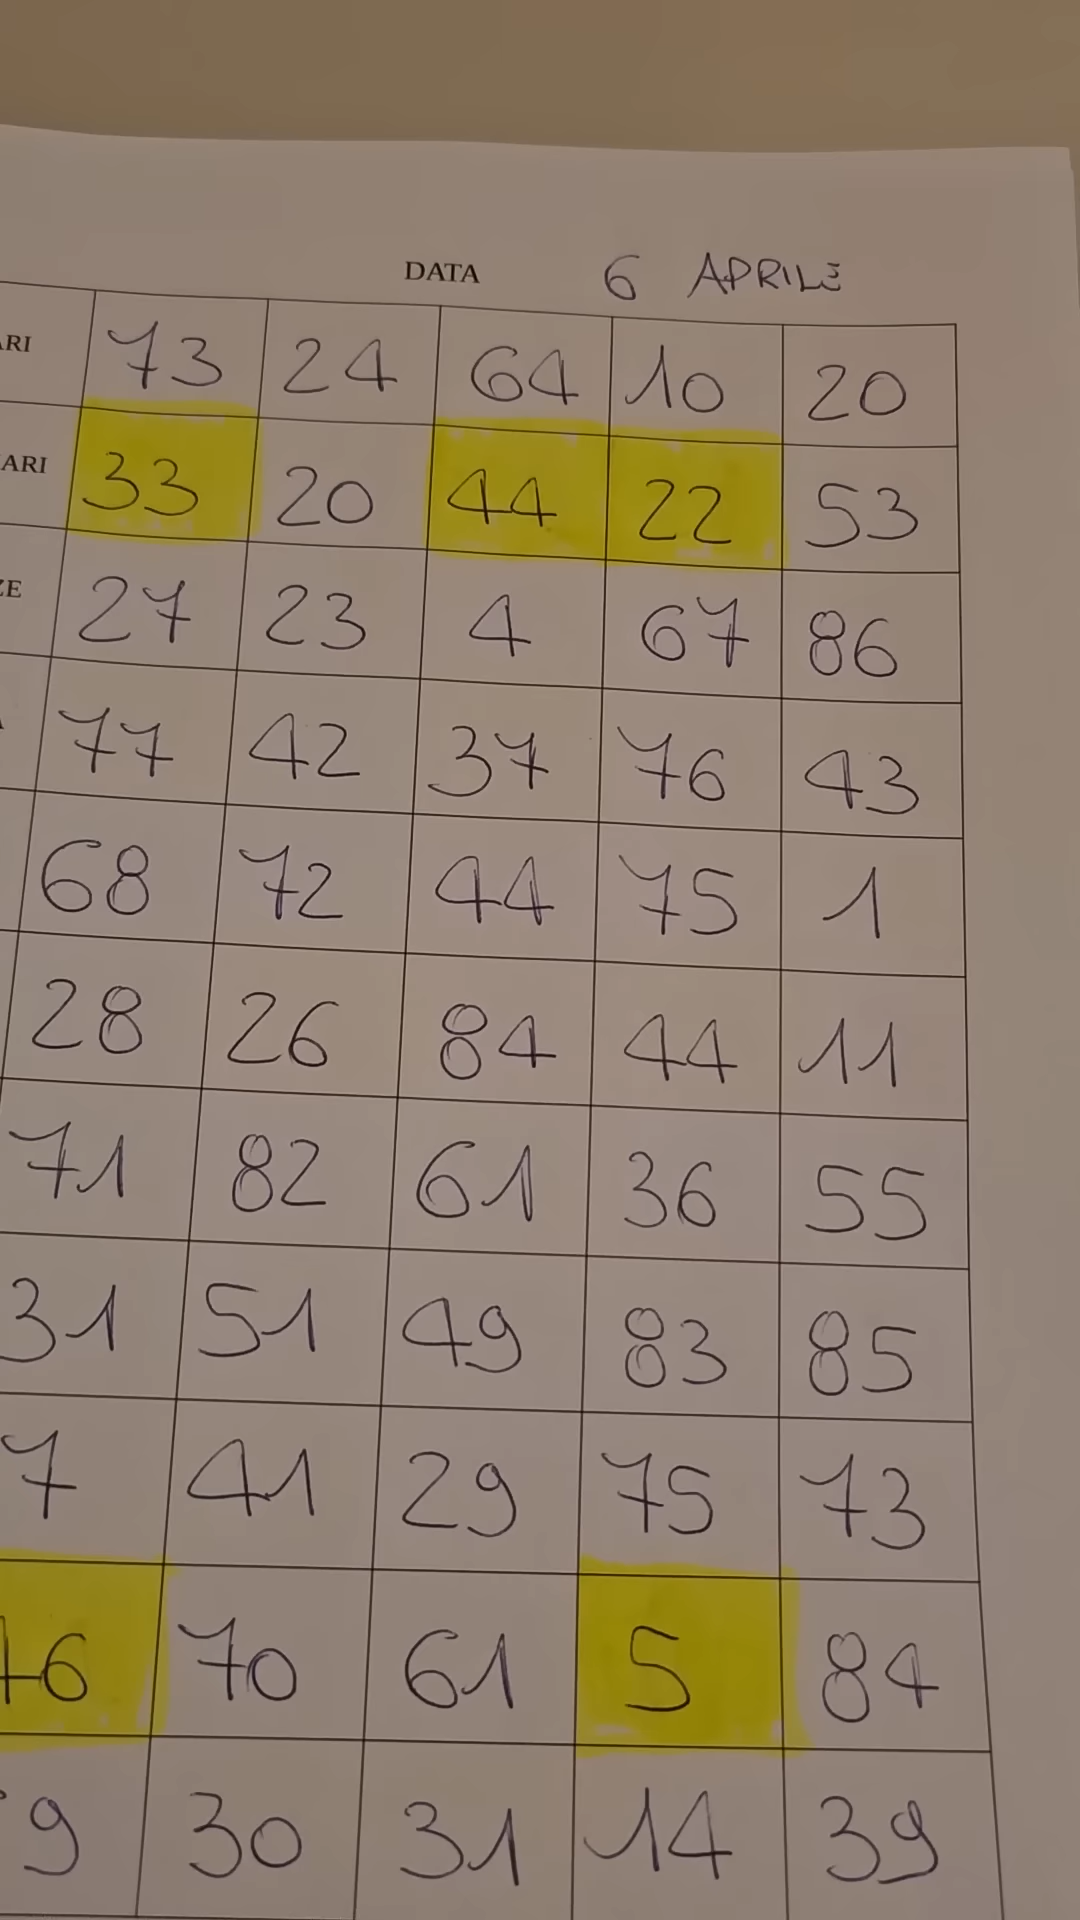 DATA 6 APRILE
ARI 73 24 64 10 20
ARI 33 20 44 22 53
ZE 27 23 4 67 86
77 42 37 76 43
68 72 44 75 1
28 26 84 44 11
71 82 61 36 55
31 51 49 83 85
7 41 29 75 73
70 61 5 84
9 30 31 14 39